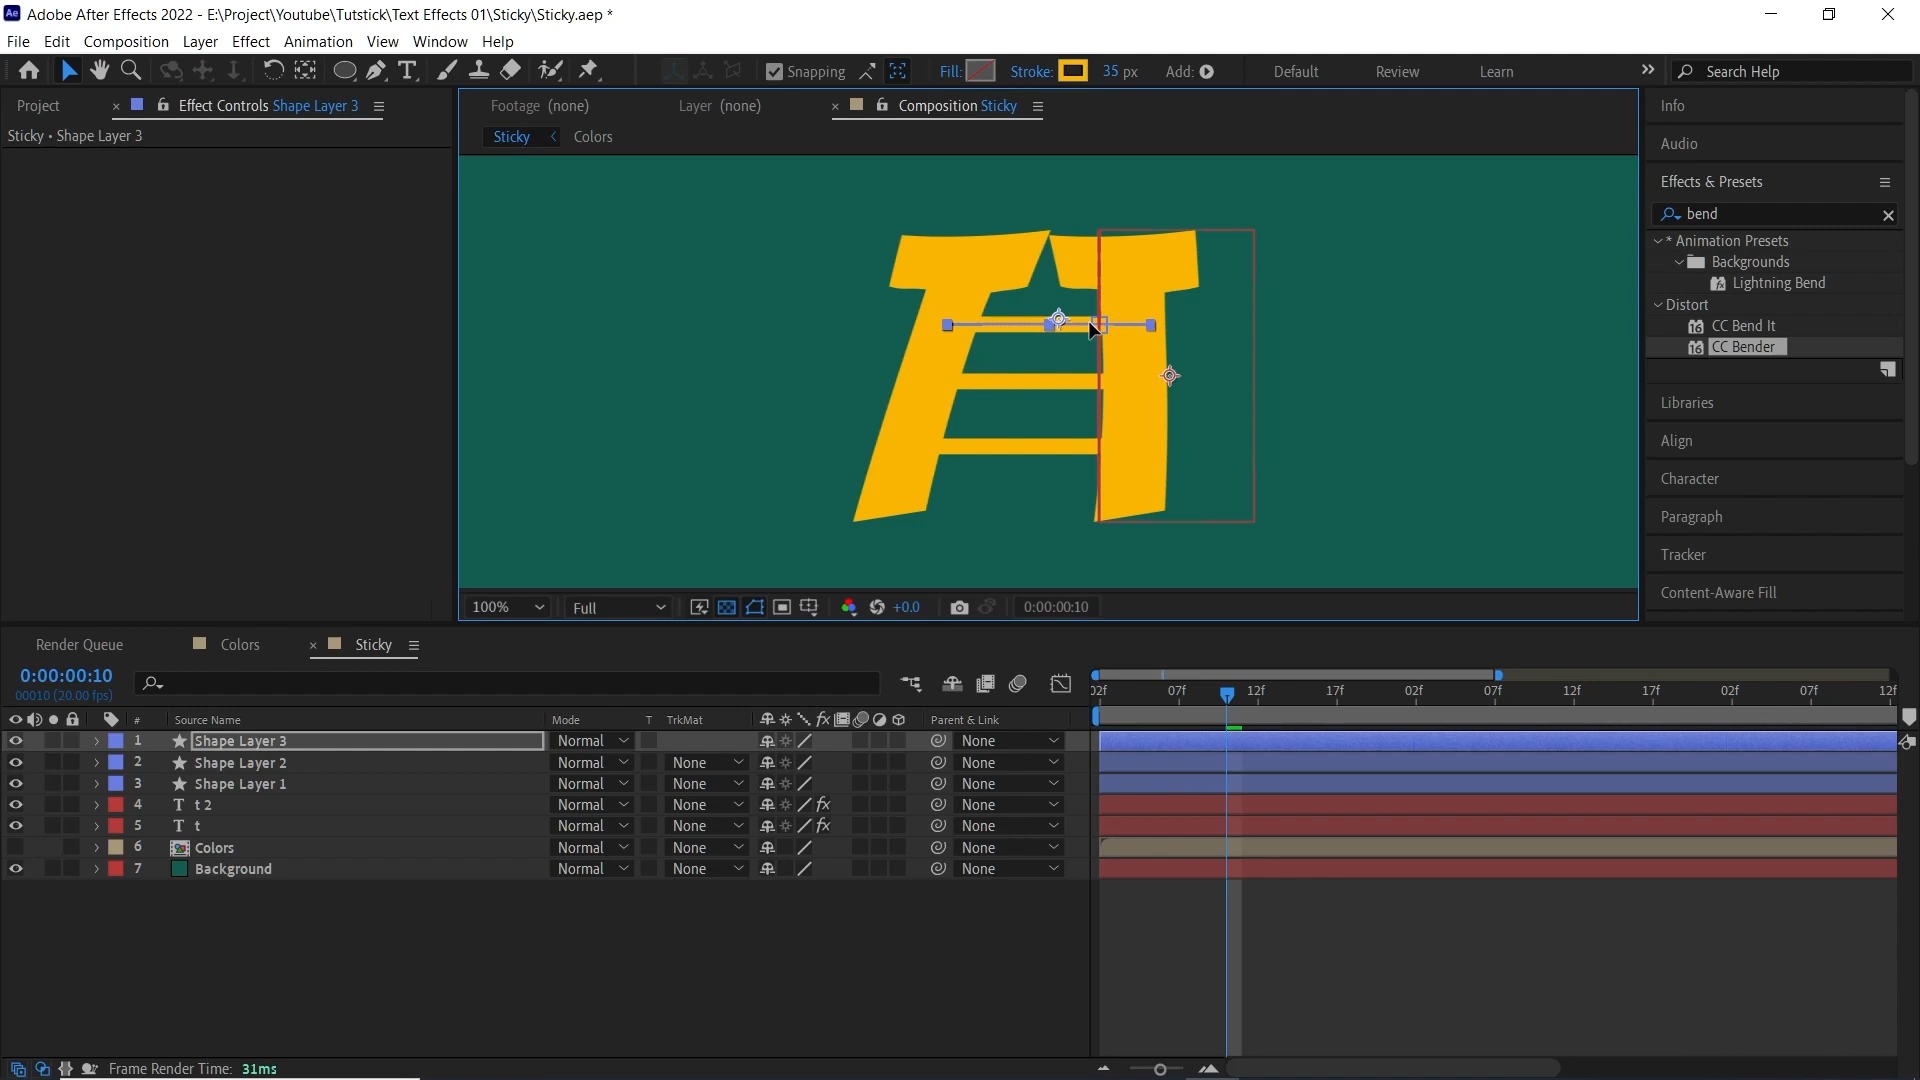 Ae Adobe After Effects 2022 - E:\Project\Youtube\Tutstick\Text Effects 01\Sticky\Sticky.aep *
File Edit Composition Layer Effect Animation View Window Help
Snapping Fill: Stroke: 35 px Add: Default Review Learn » Search Help
Project × Effect Controls Shape Layer 3
Footage (none) Layer (none) × Composition Sticky
Info
Sticky • Shape Layer 3
Sticky < Colors
Audio
Effects & Presets
bend
* Animation Presets
Backgrounds
Lightning Bend
Distort
16 CC Bend It
16 CC Bender
Libraries
Align
Character
Paragraph
Tracker
Content-Aware Fill
100% Full +0.0 0:00:00:10
Render Queue Colors × Sticky
0:00:00:10
00010 (20.00 fps)
02f 07f 12f 17f 02f 07f 12f 17f 02f 07f 12f
# Source Name Mode T TrkMat fx Parent & Link
1 Shape Layer 3 Normal None
2 Shape Layer 2 Normal None None
3 Shape Layer 1 Normal None None
4 T t 2 Normal None fx None
5 T t Normal None fx None
6 Colors Normal None None
7 Background Normal None None
Frame Render Time: 31ms